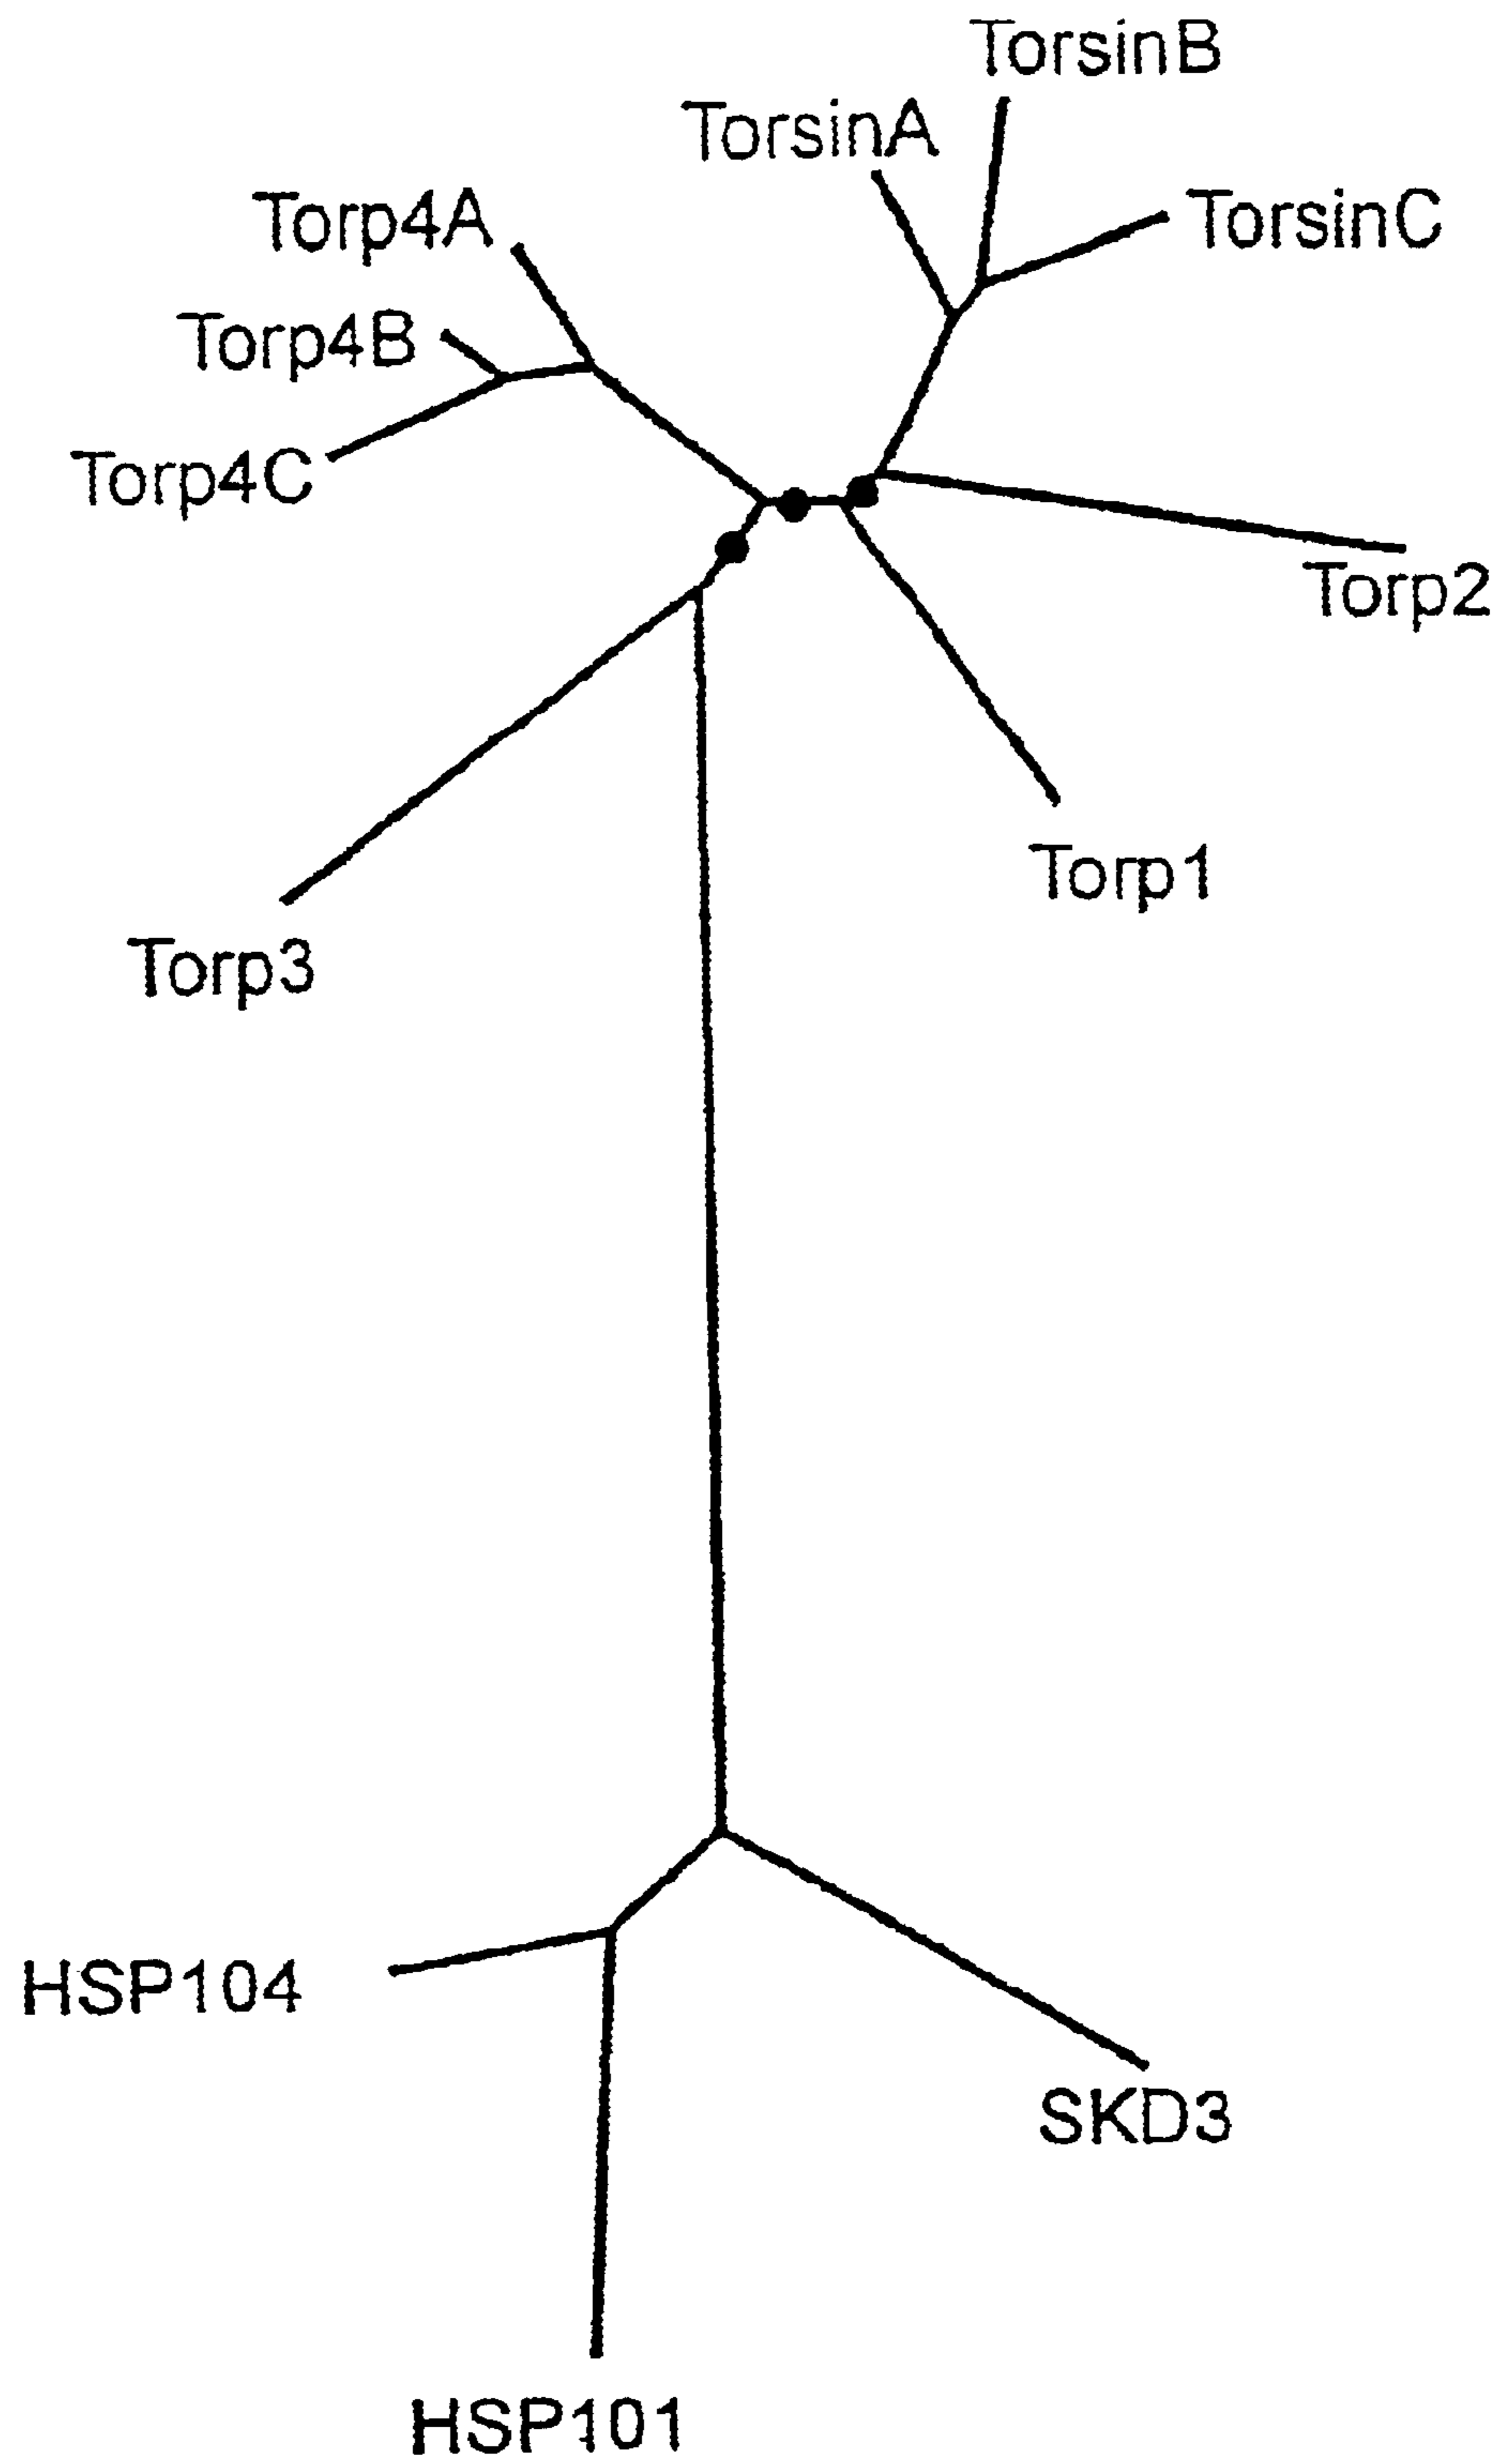 TorsinB
TorsinA
Torp4A
TorsinC
Torp4B
Torp4C
Torp2
Torp1
Torp3
HSP104
SKD3
HSP101